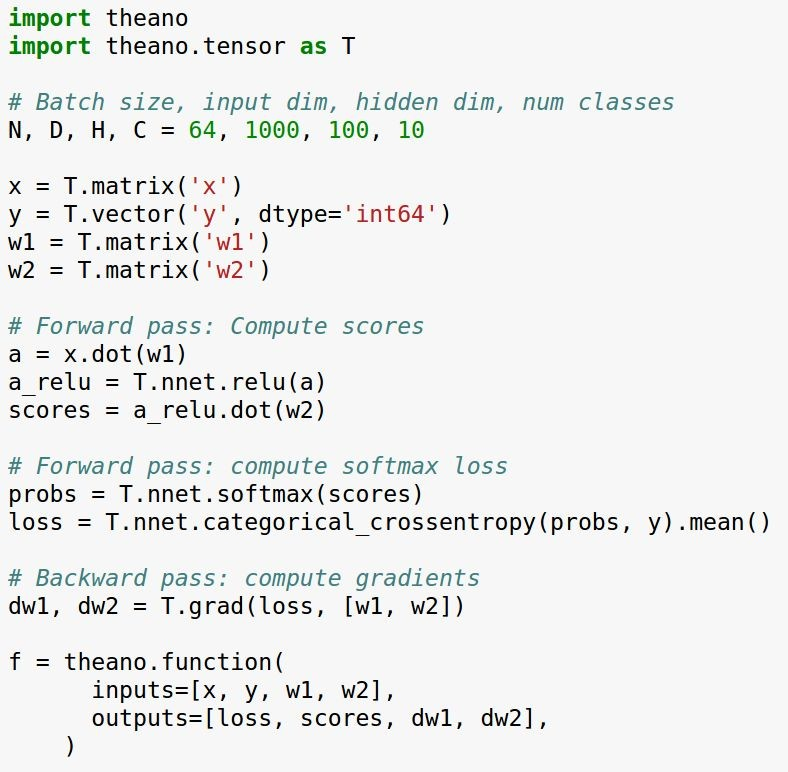 import theano
import theano.tensor as T
# Batch size, input dim, hidden dim, num classes
N, D, H, C = 64, 1000, 100, 10
x = T.matrix('x')
y = T.vector('y', dtype='int64')
w1 = T.matrix('w1')
w2 = T.matrix('w2')
# Forward pass: Compute scores
a = x.dot(w1)
a_relu = T.nnet.relu(a)
scores = a_relu.dot(w2)
# Forward pass: compute softmax loss
probs = T.nnet.softmax(scores)
loss = T.nnet.categorical_crossentropy(probs, y).mean()
# Backward pass: compute gradients
dw1, dw2 = T.grad(loss, [w1, w2])
f = theano.function(
      inputs=[x, y, w1, w2],
      outputs=[loss, scores, dw1, dw2],
    )